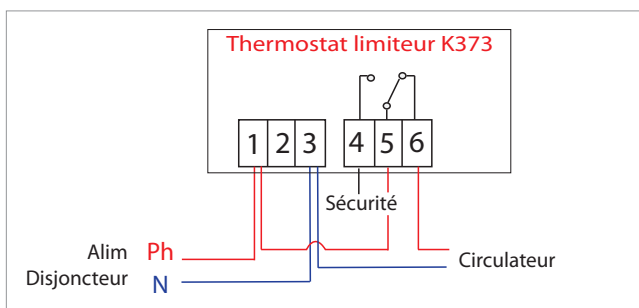 Thermostat limiteur K373
1 2 3 4 5 6
Sécurité
Alim Ph
Disjoncteur N
Circulateur